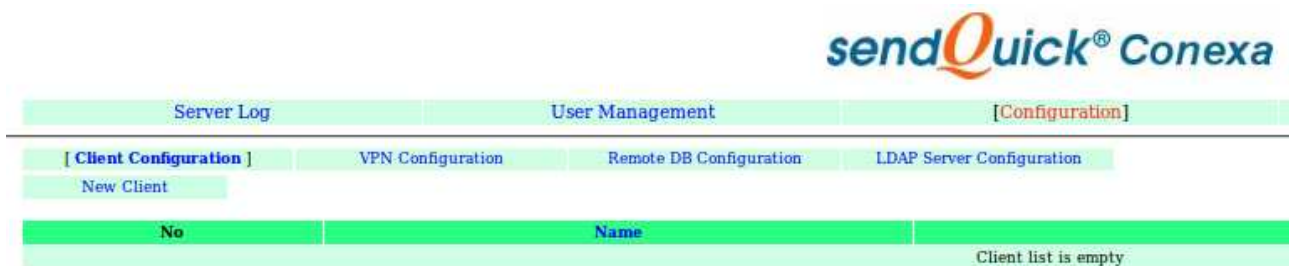 sendQuick® Conexa
Server Log User Management [Configuration]
[ Client Configuration ] VPN Configuration Remote DB Configuration LDAP Server Configuration
New Client
No Name
Client list is empty